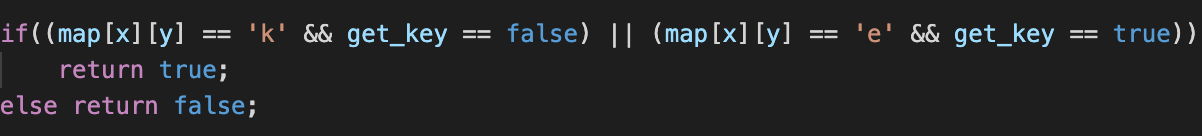 if((map[x][y] == 'k' && get_key == false) || (map[x][y] == 'e' && get_key == true))
    return true;
else return false;